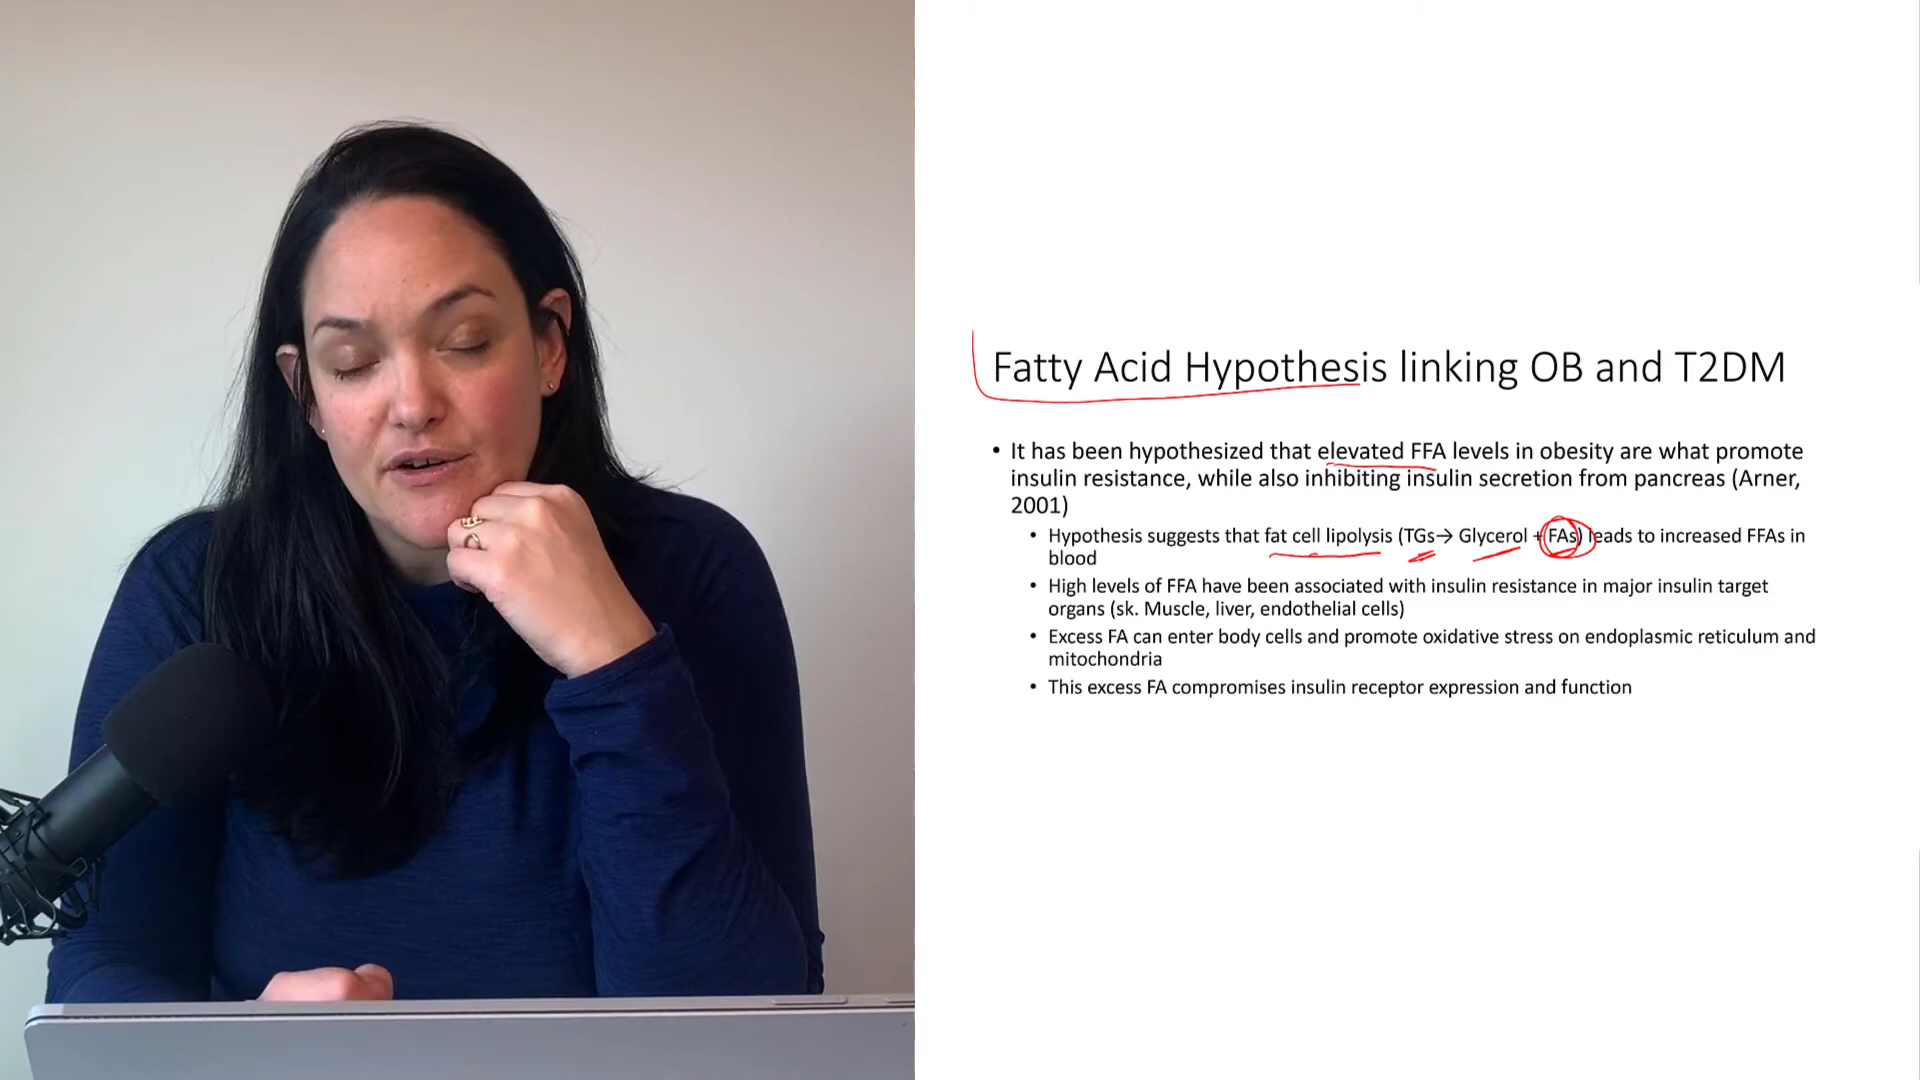 Fatty Acid Hypothesis linking OB and T2DM
• It has been hypothesized that elevated FFA levels in obesity are what promote
insulin resistance, while also inhibiting insulin secretion from pancreas (Arner,
2001)
• Hypothesis suggests that fat cell lipolysis (TGs→ Glycerol + FAs) leads to increased FFAs in
blood
• High levels of FFA have been associated with insulin resistance in major insulin target
organs (sk. Muscle, liver, endothelial cells)
• Excess FA can enter body cells and promote oxidative stress on endoplasmic reticulum and
mitochondria
• This excess FA compromises insulin receptor expression and function